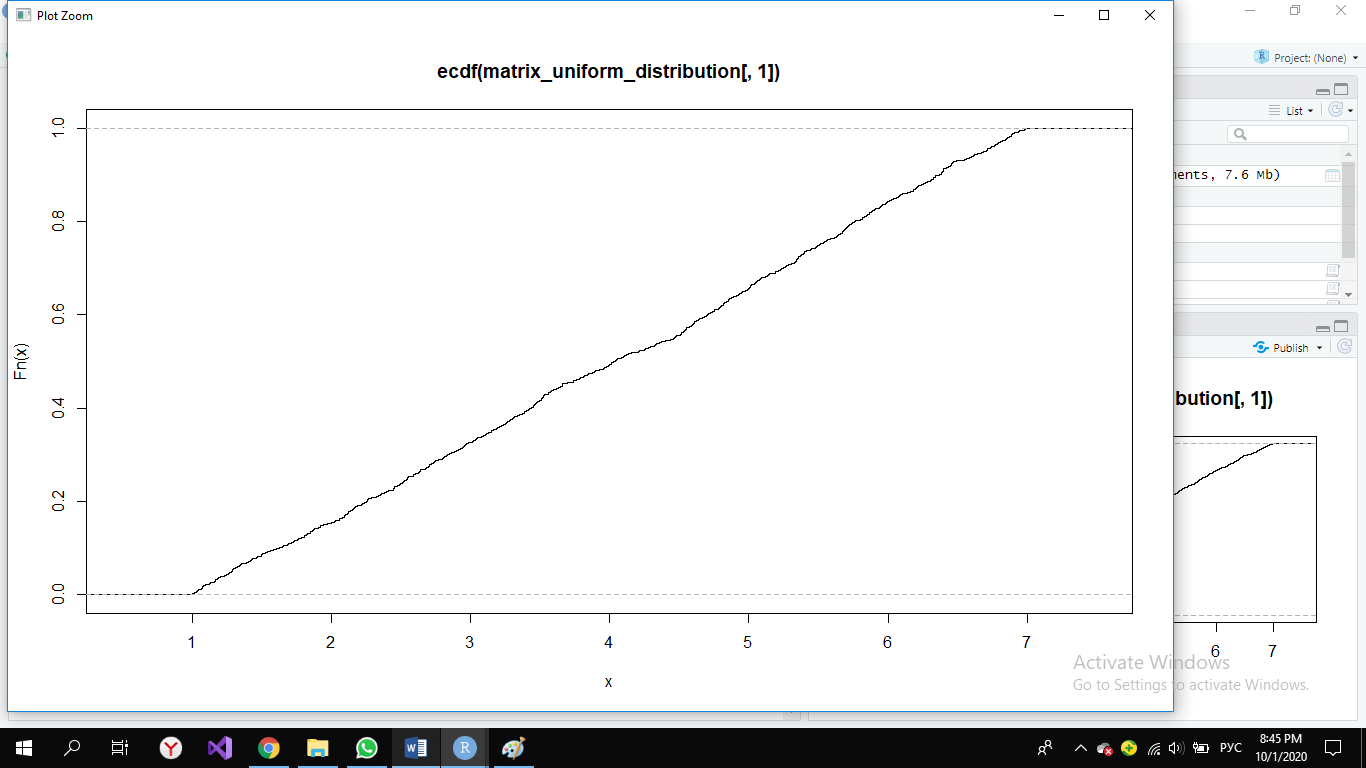 Plot Zoom
Project: (None)
ecdf(matrix_uniform_distribution[, 1])
List
ents, 7.6 Mb)
Fn(x)
0.0 0.2 0.4 0.6 0.8 1.0
1 2 3 4 5 6 7
x
Publish
bution[, 1])
6 7
Activate Windows
Go to Settings to activate Windows.
РУС
8:45 PM
10/1/2020